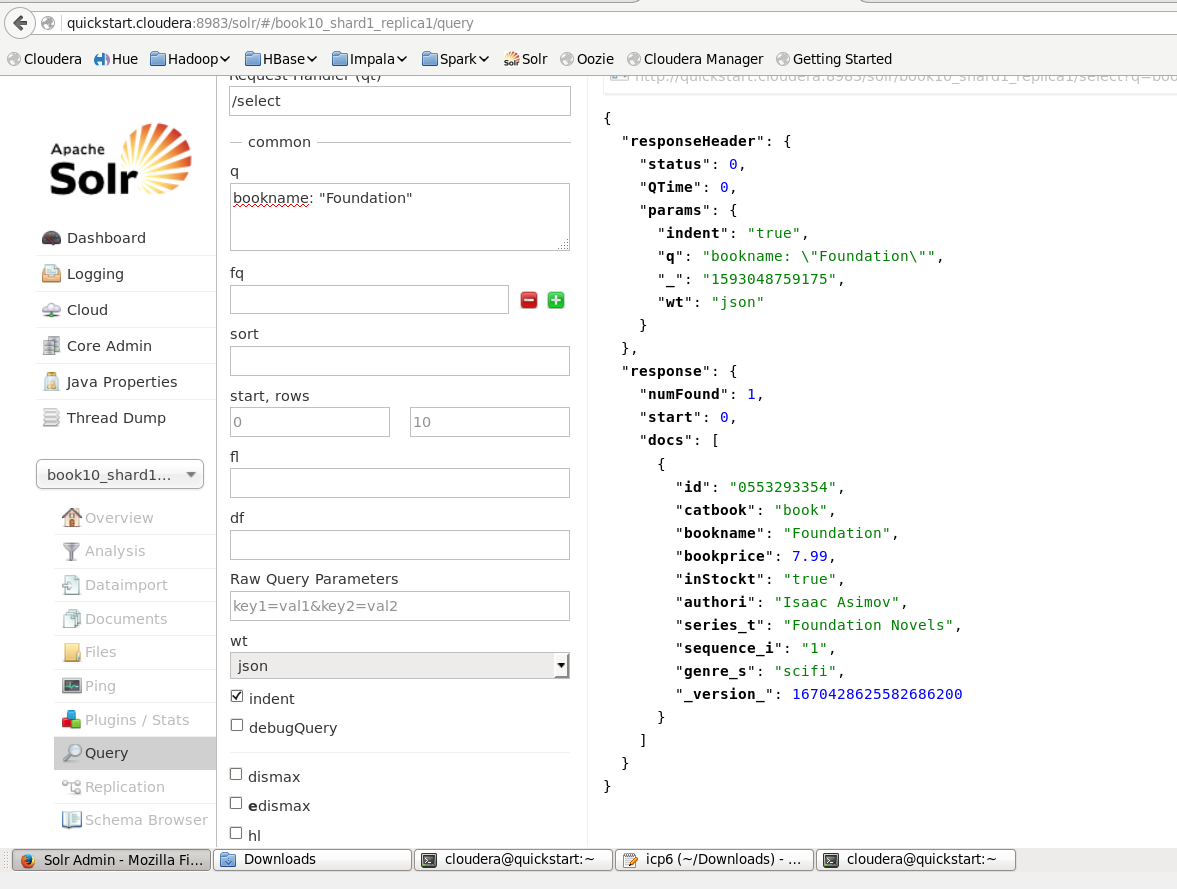 quickstart.cloudera:8983/solr/#/book10_shard1_replica1/query
Cloudera Hue Hadoop HBase Impala Spark Solr Oozie Cloudera Manager Getting Started
Apache
Solr
Dashboard
Logging
Cloud
Core Admin
Java Properties
Thread Dump
book10_shard1...
Overview
Analysis
Dataimport
Documents
Files
Ping
Plugins / Stats
Query
Replication
Schema Browser
Request Handler (qt)
/select
common
q
bookname: "Foundation"
fq
sort
start, rows
0 10
fl
df
Raw Query Parameters
key1=val1&key2=val2
wt
json
indent
debugQuery
dismax
edismax
hl
http://quickstart.cloudera:8983/solr/book10_shard1_replica1/select?q=boo
{
"responseHeader": {
"status": 0,
"QTime": 0,
"params": {
"indent": "true",
"q": "bookname: \"Foundation\"",
"_": "1593048759175",
"wt": "json"
}
},
"response": {
"numFound": 1,
"start": 0,
"docs": [
{
"id": "0553293354",
"catbook": "book",
"bookname": "Foundation",
"bookprice": 7.99,
"inStockt": "true",
"authori": "Isaac Asimov",
"series_t": "Foundation Novels",
"sequence_i": "1",
"genre_s": "scifi",
"_version_": 1670428625582686200
}
]
}
}
Solr Admin - Mozilla Fi... Downloads cloudera@quickstart:~ icp6 (~/Downloads) - ... cloudera@quickstart:~